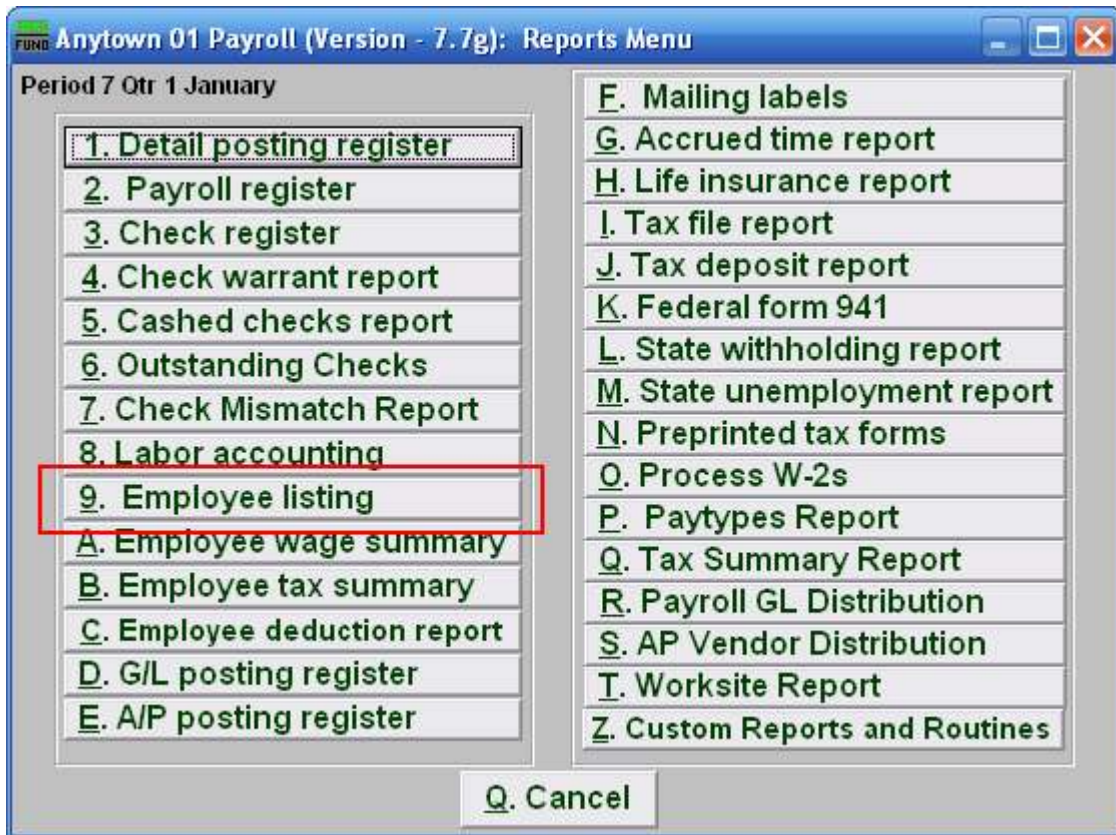 FUND Anytown 01 Payroll (Version - 7.7g): Reports Menu
Period 7 Qtr 1 January
1. Detail posting register
2. Payroll register
3. Check register
4. Check warrant report
5. Cashed checks report
6. Outstanding Checks
7. Check Mismatch Report
8. Labor accounting
9. Employee listing
A. Employee wage summary
B. Employee tax summary
C. Employee deduction report
D. G/L posting register
E. A/P posting register
F. Mailing labels
G. Accrued time report
H. Life insurance report
I. Tax file report
J. Tax deposit report
K. Federal form 941
L. State withholding report
M. State unemployment report
N. Preprinted tax forms
O. Process W-2s
P. Paytypes Report
Q. Tax Summary Report
R. Payroll GL Distribution
S. AP Vendor Distribution
T. Worksite Report
Z. Custom Reports and Routines
Q. Cancel